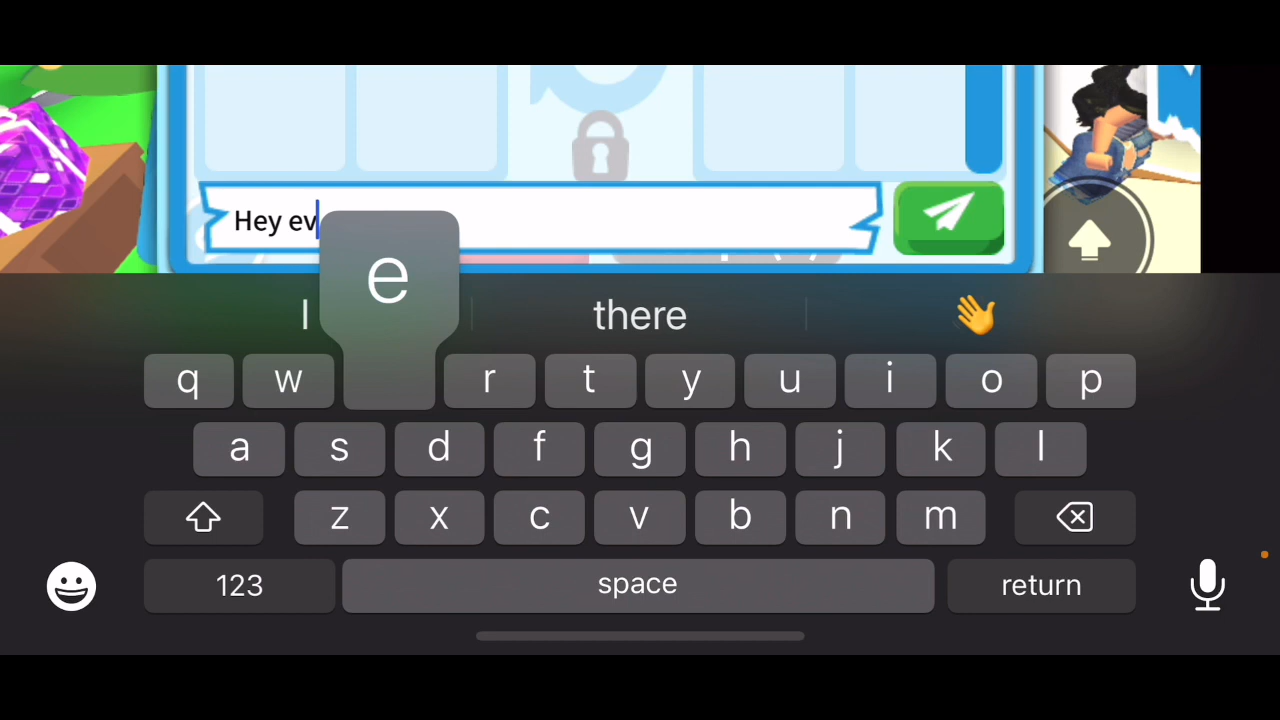 Hey ev
e
I
there
👋
q w r t y u i o p
a s d f g h j k l
z x c v b n m
123 space return